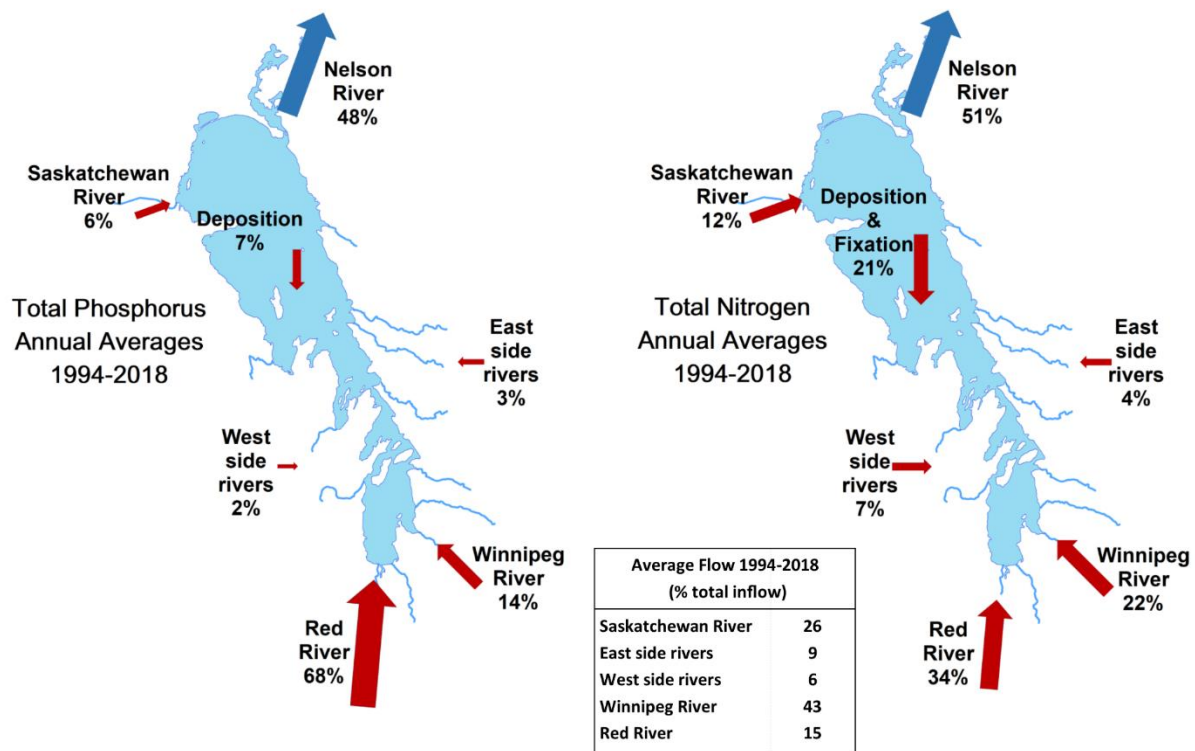 Nelson
River
48%
Saskatchewan
River
6%
Deposition
7%
Total Phosphorus
Annual Averages
1994-2018
East
side
rivers
3%
West
side
rivers
2%
Winnipeg
River
14%
Red
River
68%
Nelson
River
51%
Saskatchewan
River
12%
Deposition
&
Fixation
21%
Total Nitrogen
Annual Averages
1994-2018
East
side
rivers
4%
West
side
rivers
7%
Winnipeg
River
22%
Red
River
34%
Average Flow 1994-2018
(% total inflow)
Saskatchewan River 26
East side rivers 9
West side rivers 6
Winnipeg River 43
Red River 15